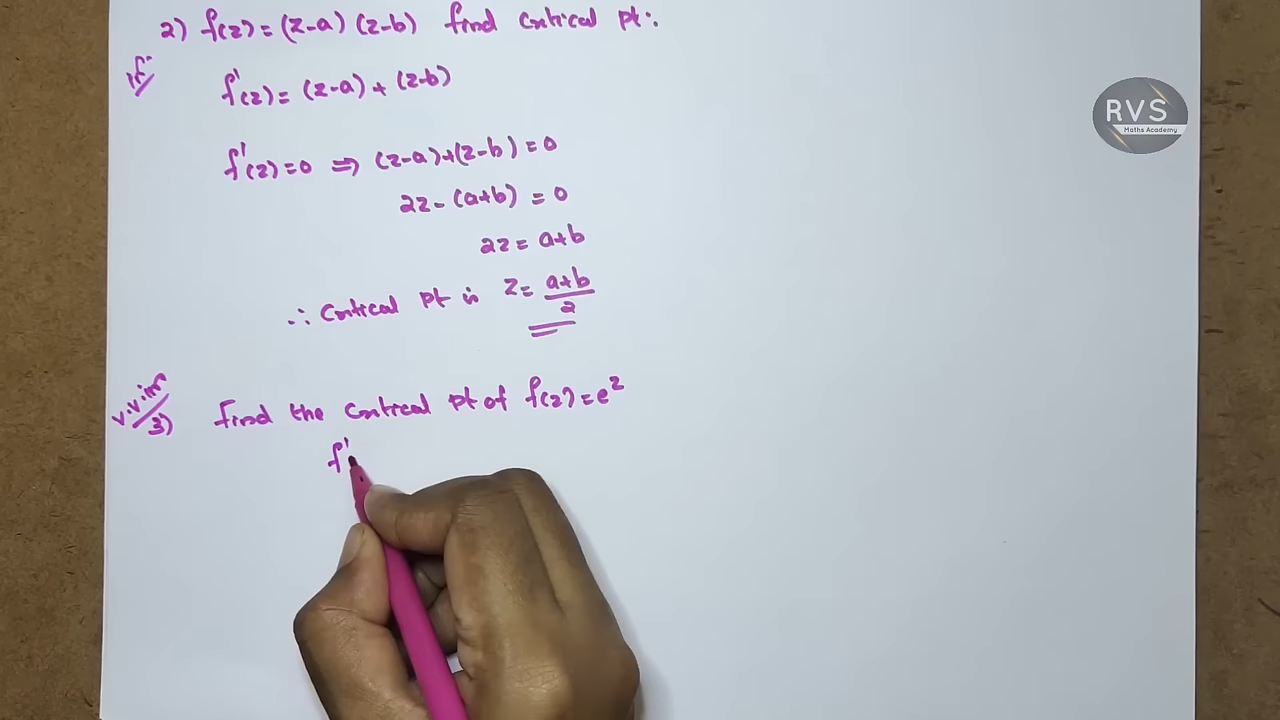 2) f(z) = (z-a) (z-b) find critical pt:
f'(z) = (z-a) + (z-b)
f'(z)=0 ⇒ (z-a)+(z-b) = 0
2z - (a+b) = 0
2z = a+b
∴ critical pt is z = a+b/2
v.v.imp
3) find the critical pt of f(z) = e^z
f'
RVS
Maths Academy